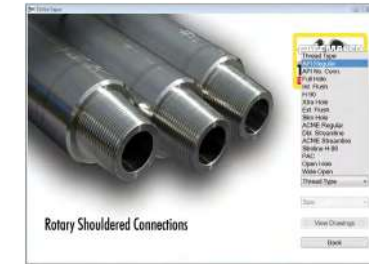 Thread Type
API Regular
API No. Conn.
Full Hole
Int. Flush
H-90
Xtra Hole
Ext. Flush
Slim Hole
ACME Regular
Dbl. Streamline
ACME Streamline
Slimline H-90
PAC
Open Hole
Wide Open
Thread Type
Size
View Drawings
Back
Rotary Shouldered Connections